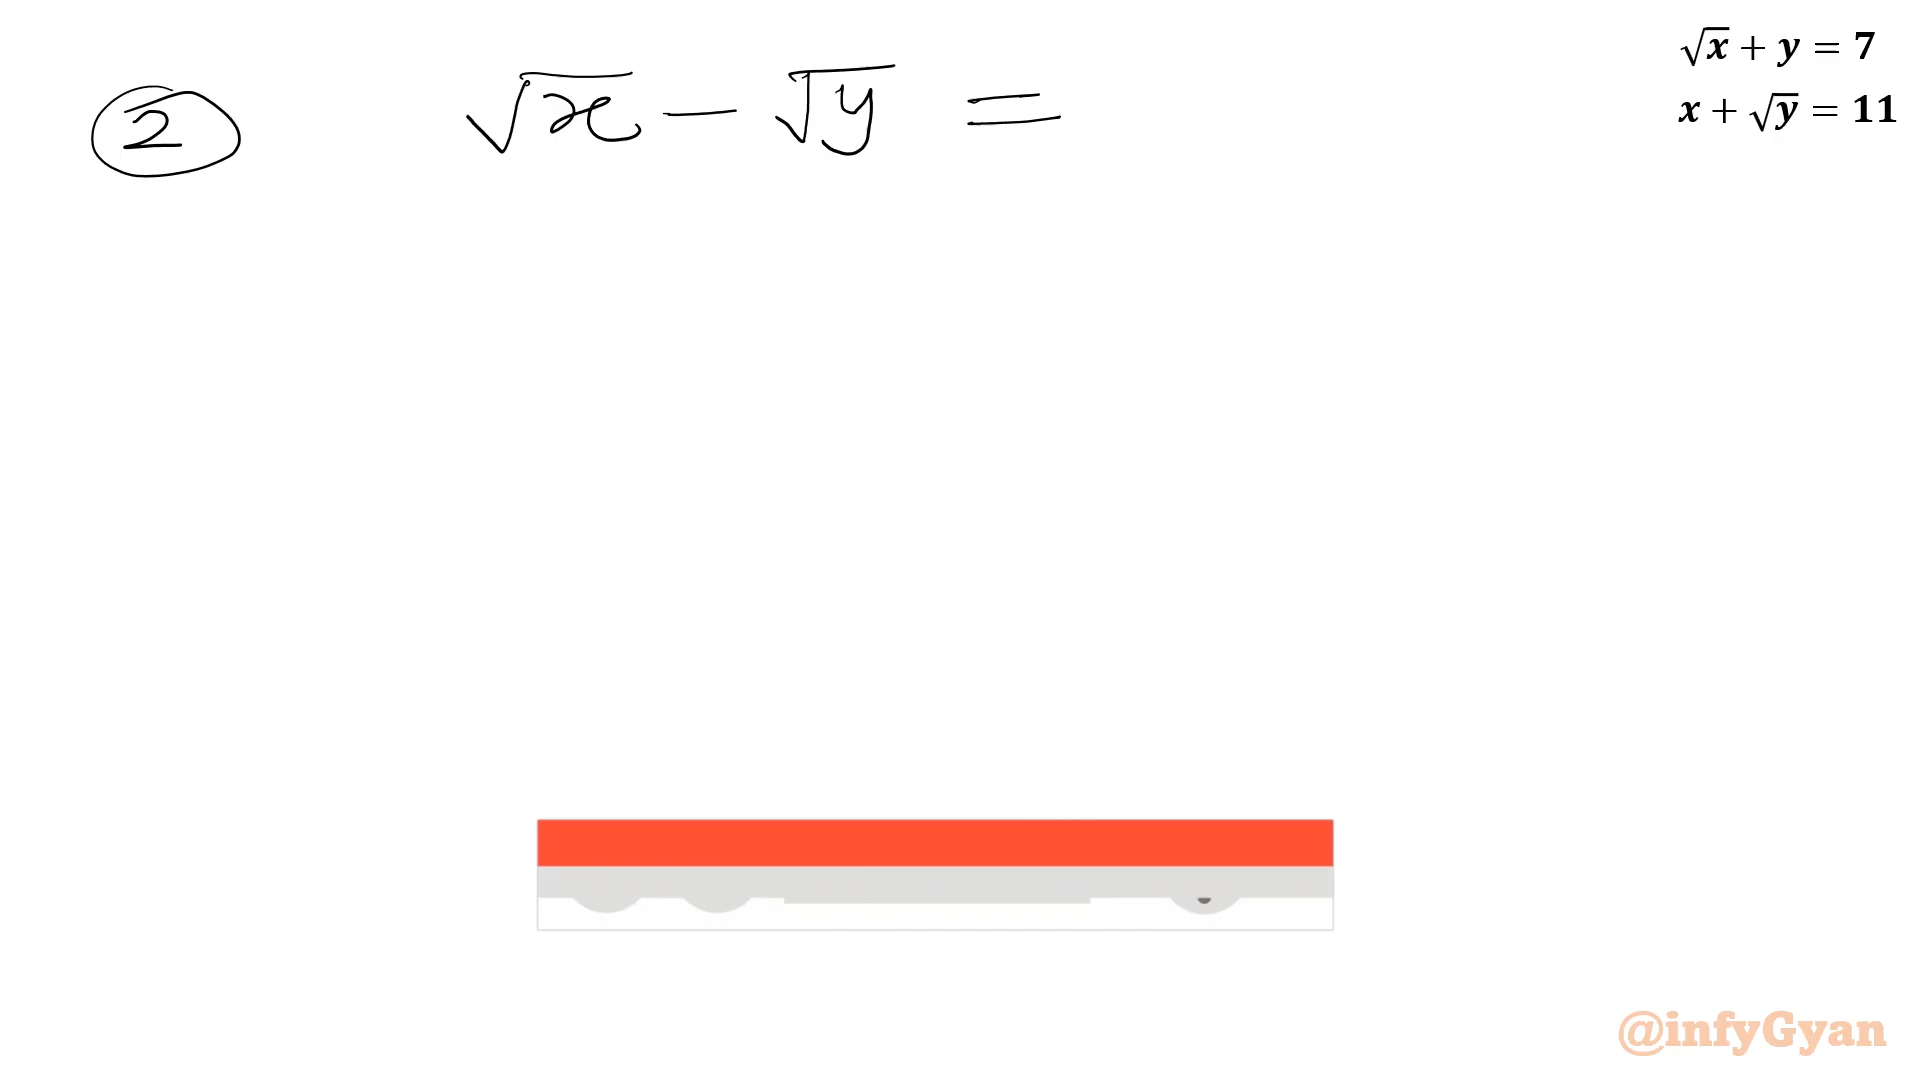 √x + y = 7
x + √y = 11
② √x − √y =
@infyGyan